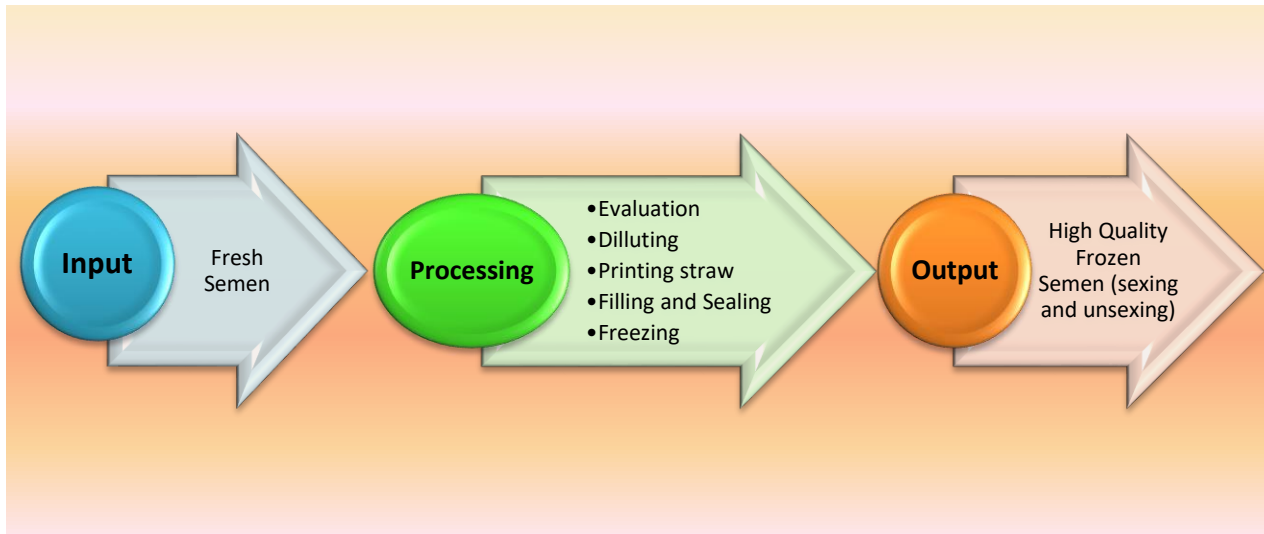 Input
Fresh
Semen
Processing
•Evaluation
•Dilluting
•Printing straw
•Filling and Sealing
•Freezing
Output
High Quality
Frozen
Semen (sexing
and unsexing)